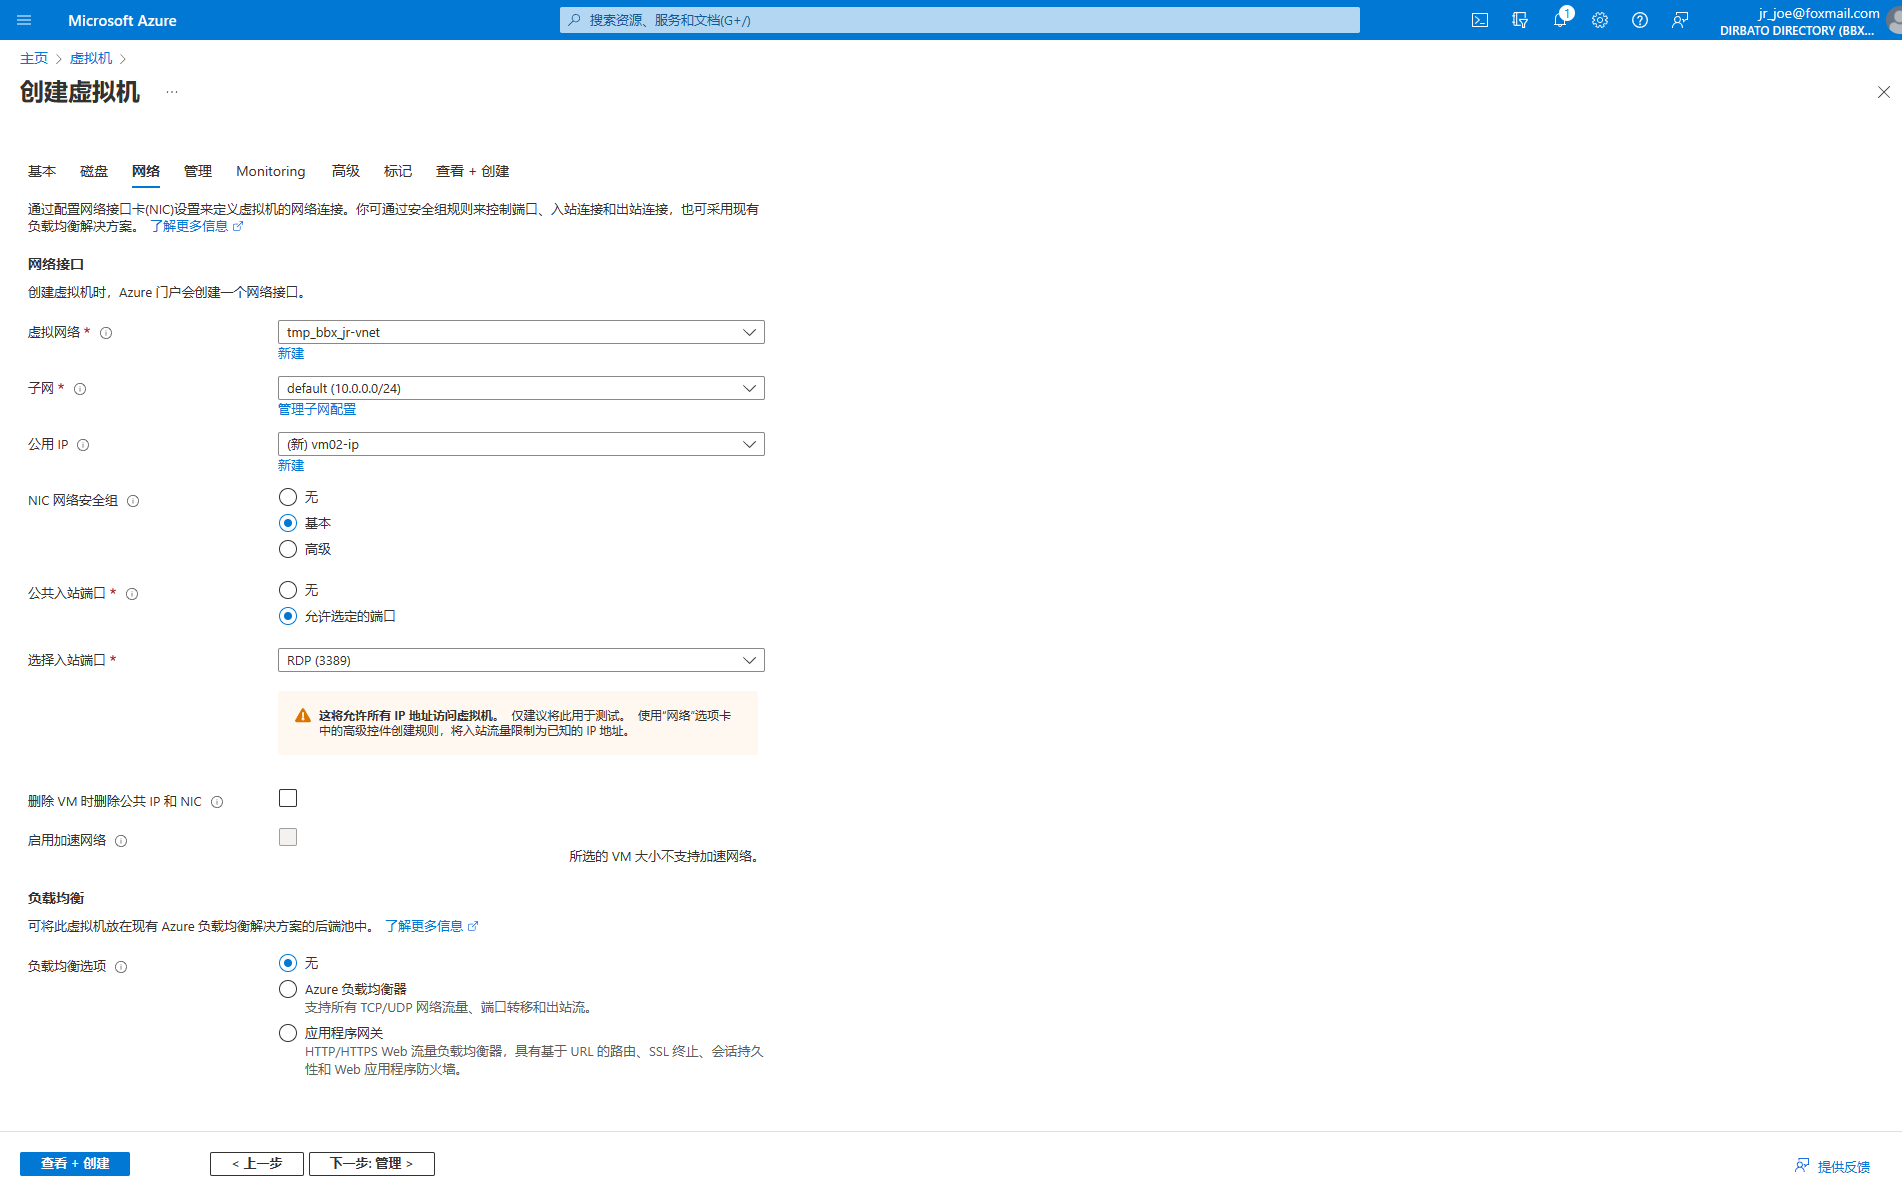 Microsoft Azure
搜索资源、服务和文档(G+/)
1
jr_joe@foxmail.com
DIRBATO DIRECTORY (BBX...
主页 > 虚拟机 >
创建虚拟机 ...
基本 磁盘 网络 管理 Monitoring 高级 标记 查看 + 创建
通过配置网络接口卡(NIC)设置来定义虚拟机的网络连接。你可通过安全组规则来控制端口、入站连接和出站连接，也可采用现有
负载均衡解决方案。 了解更多信息
网络接口
创建虚拟机时，Azure 门户会创建一个网络接口。
虚拟网络 *
tmp_bbx_jr-vnet
新建
子网 *
default (10.0.0.0/24)
管理子网配置
公用 IP
(新) vm02-ip
新建
NIC 网络安全组
无
基本
高级
公共入站端口 *
无
允许选定的端口
选择入站端口 *
RDP (3389)
这将允许所有 IP 地址访问虚拟机。 仅建议将此用于测试。 使用“网络”选项卡
中的高级控件创建规则，将入站流量限制为已知的 IP 地址。
删除 VM 时删除公共 IP 和 NIC
启用加速网络
所选的 VM 大小不支持加速网络。
负载均衡
可将此虚拟机放在现有 Azure 负载均衡解决方案的后端池中。 了解更多信息
负载均衡选项
无
Azure 负载均衡器
支持所有 TCP/UDP 网络流量、端口转移和出站流。
应用程序网关
HTTP/HTTPS Web 流量负载均衡器，具有基于 URL 的路由、SSL 终止、会话持久
性和 Web 应用程序防火墙。
查看 + 创建
< 上一步
下一步: 管理 >
提供反馈